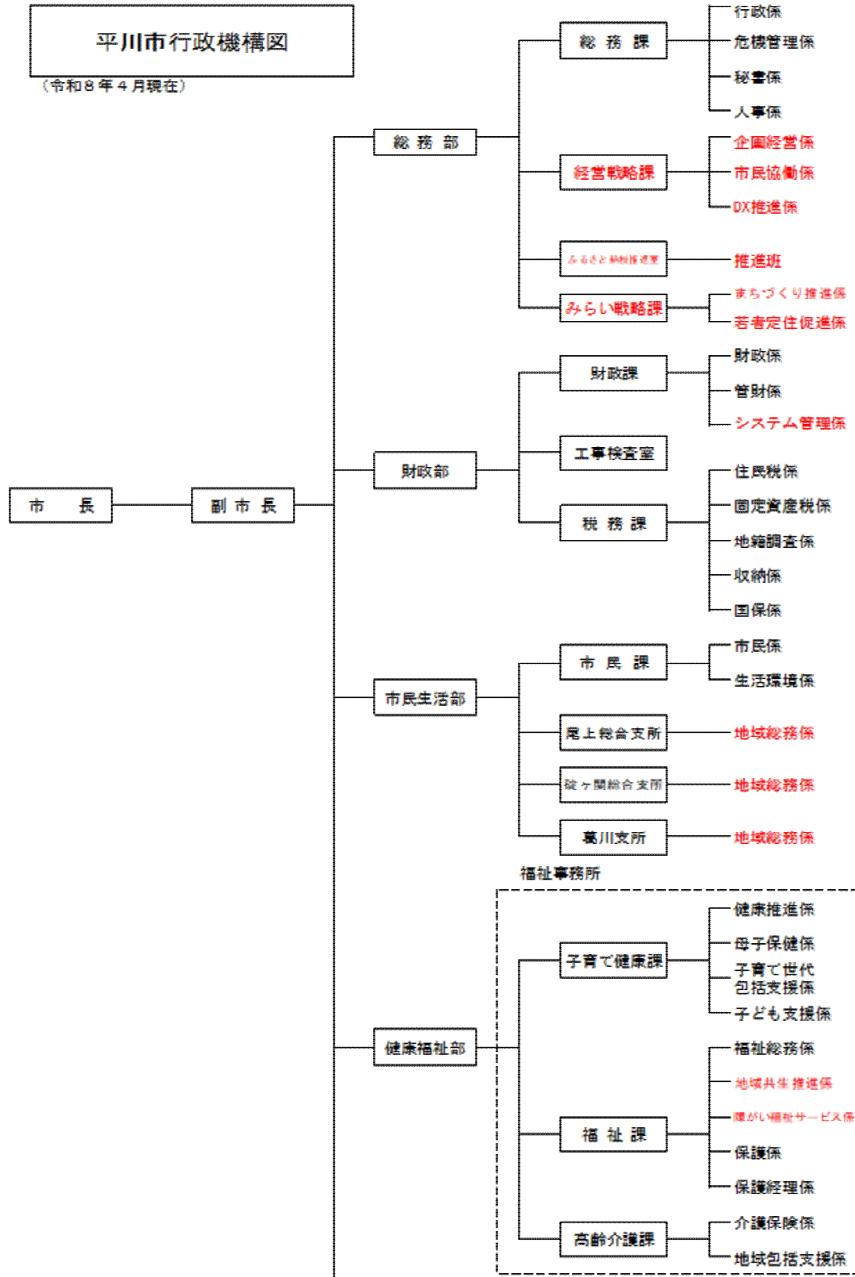 平川市行政機構図
（令和８年４月現在）
市長
副市長
総務部
総務課
行政係
危機管理係
秘書係
人事係
経営戦略課
企画経営係
市民協働係
DX推進係
ふるさと納税推進室
推進班
みらい戦略課
まちづくり推進係
若者定住促進係
財政部
財政課
財政係
管財係
システム管理係
工事検査室
税務課
住民税係
固定資産税係
地籍調査係
収納係
国保係
市民生活部
市民課
市民係
生活環境係
尾上総合支所
地域総務係
碇ヶ関総合支所
地域総務係
葛川支所
地域総務係
福祉事務所
健康福祉部
子育て健康課
健康推進係
母子保健係
子育て世代
包括支援係
子ども支援係
福祉課
福祉総務係
地域共生推進係
障がい福祉サービス係
保護係
保護経理係
高齢介護課
介護保険係
地域包括支援係